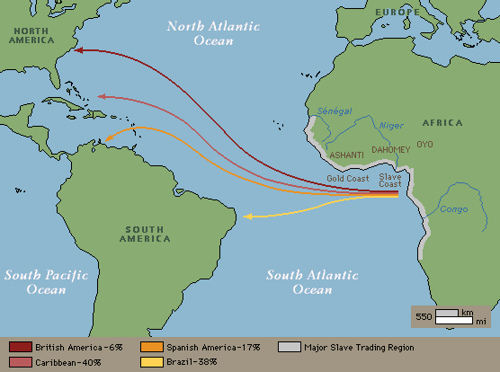 EUROPE
NORTH
AMERICA
North Atlantic
Ocean
Sénégal
Niger
AFRICA
ASHANTI
DAHOMEY
OYO
Gold Coast
Slave
Coast
Congo
SOUTH
AMERICA
South Pacific
Ocean
South Atlantic
Ocean
550
km
mi
British America-6%
Spanish America-17%
Major Slave Trading Region
Caribbean-40%
Brazil-38%